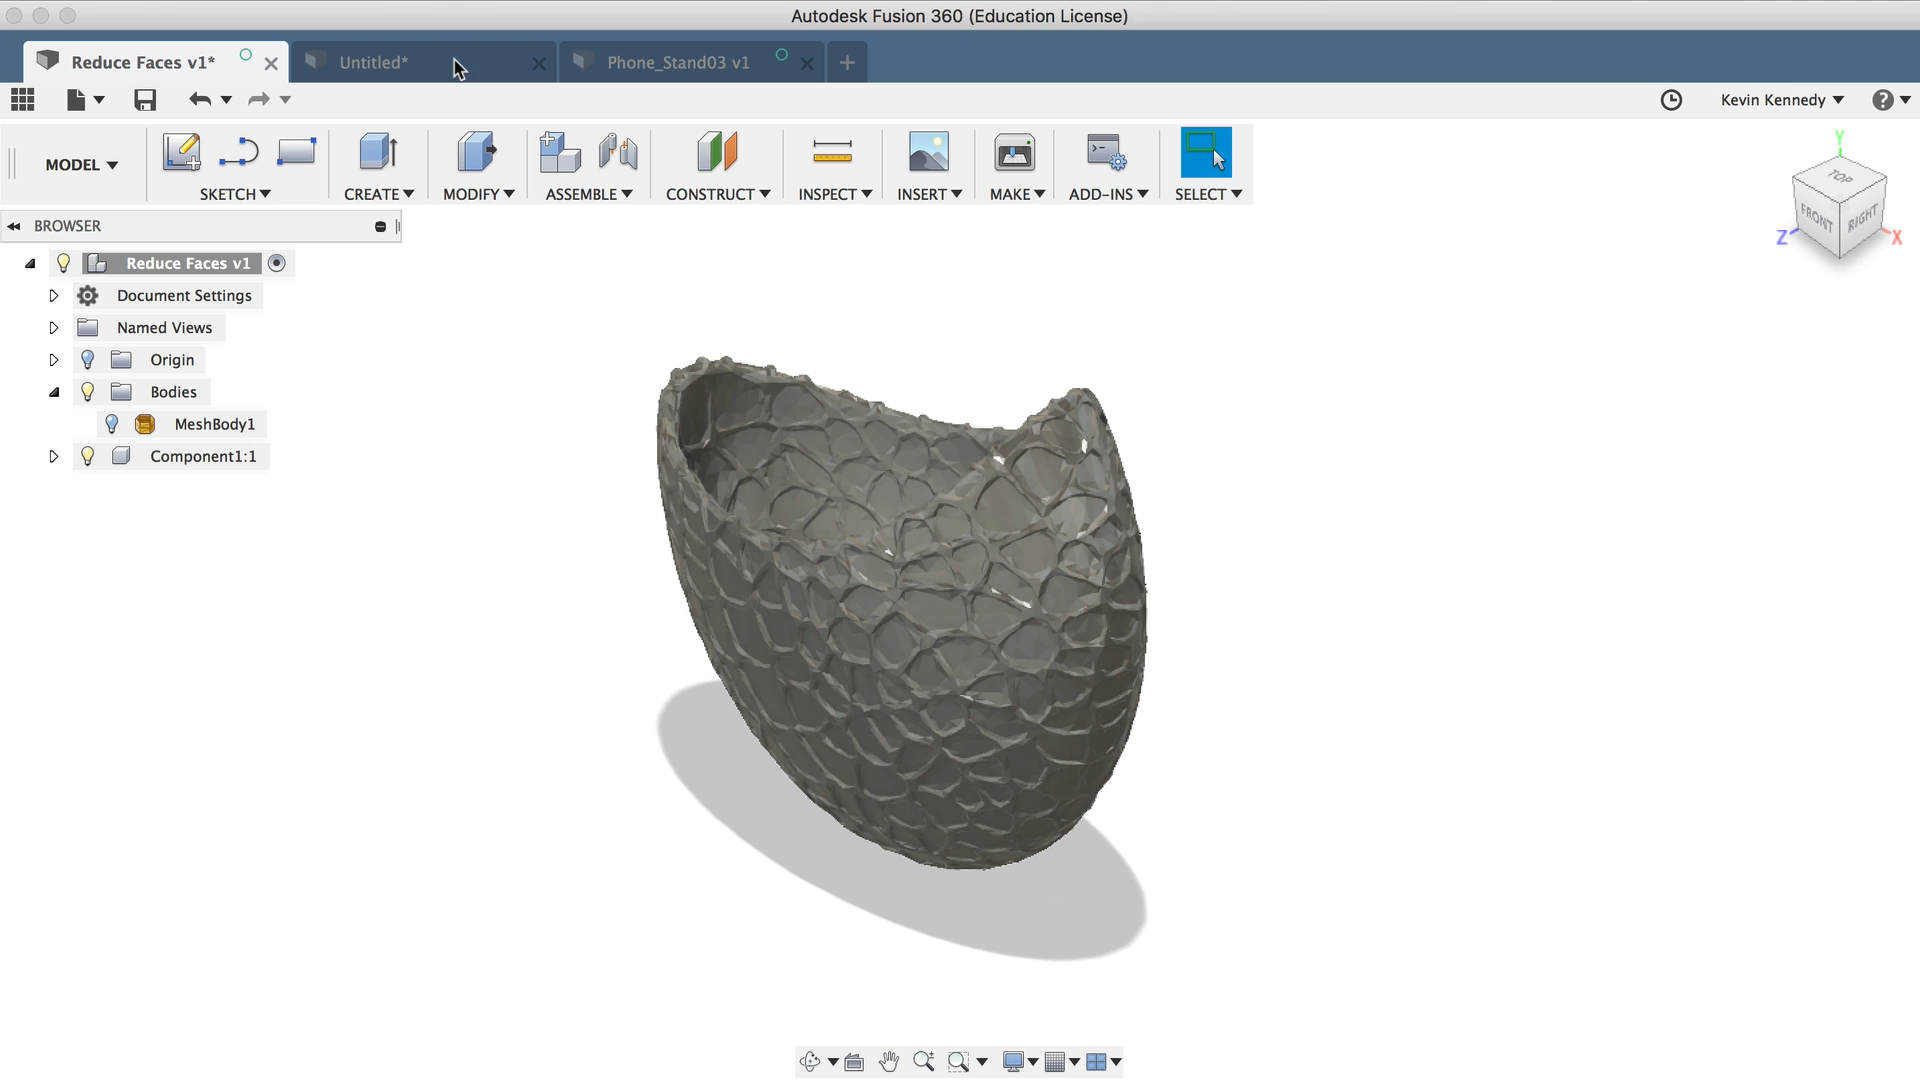 Autodesk Fusion 360 (Education License)
Reduce Faces v1*
Untitled*
Phone_Stand03 v1
Kevin Kennedy
MODEL
SKETCH
CREATE
MODIFY
ASSEMBLE
CONSTRUCT
INSPECT
INSERT
MAKE
ADD-INS
SELECT
Y
TOP
FRONT
RIGHT
Z
X
BROWSER
Reduce Faces v1
Document Settings
Named Views
Origin
Bodies
MeshBody1
Component1:1